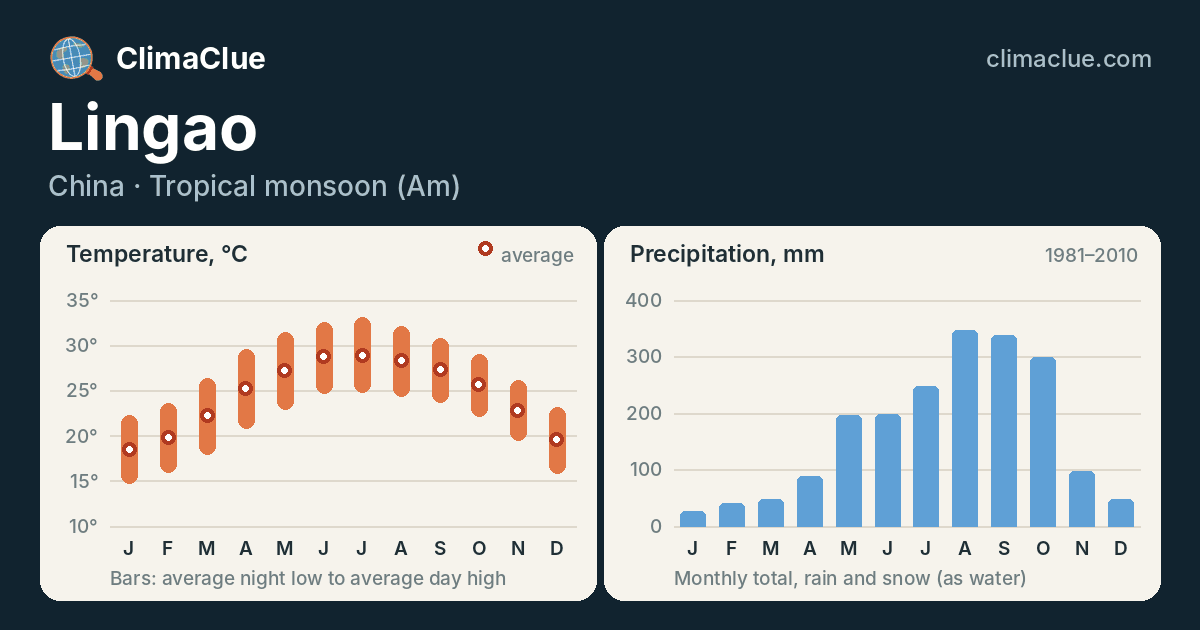 ClimaClue
climaclue.com
Lingao
China · Tropical monsoon (Am)
Temperature, °C
average
35°
30°
25°
20°
15°
10°
J F M A M J J A S O N D
Bars: average night low to average day high
Precipitation, mm
1981–2010
400
300
200
100
0
J F M A M J J A S O N D
Monthly total, rain and snow (as water)